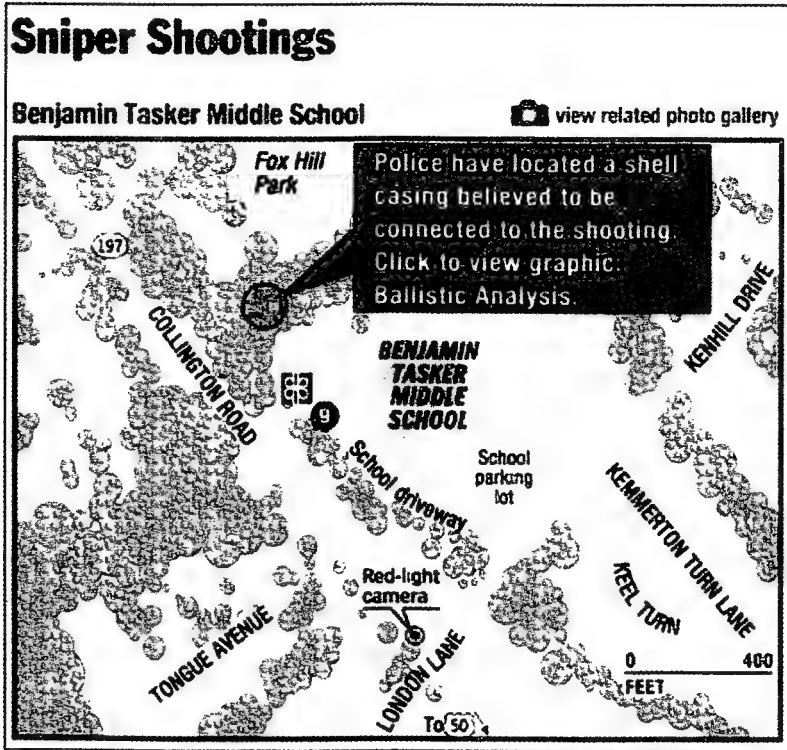 Sniper Shootings
Benjamin Tasker Middle School
view related photo gallery
Fox Hill
Park
Police have located a shell
casing believed to be
connected to the shooting.
Click to view graphic:
Ballistic Analysis.
197
COLLINGTON ROAD
KENHILL DRIVE
BENJAMIN
TASKER
MIDDLE
SCHOOL
9
School driveway
School
parking
lot
KEMMERTON TURN LANE
Red-light
camera
KEEL TURN
TONGUE AVENUE
LONDON LANE
0 400
FEET
To 50